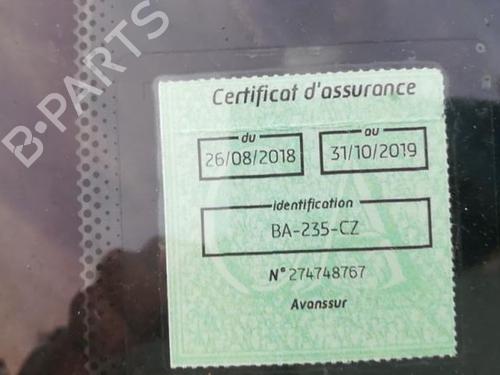 B-PARTS
Certificat d'assurance
du
au
26/08/2018
31/10/2019
identification
BA-235-CZ
N° 274748767
Avanssur